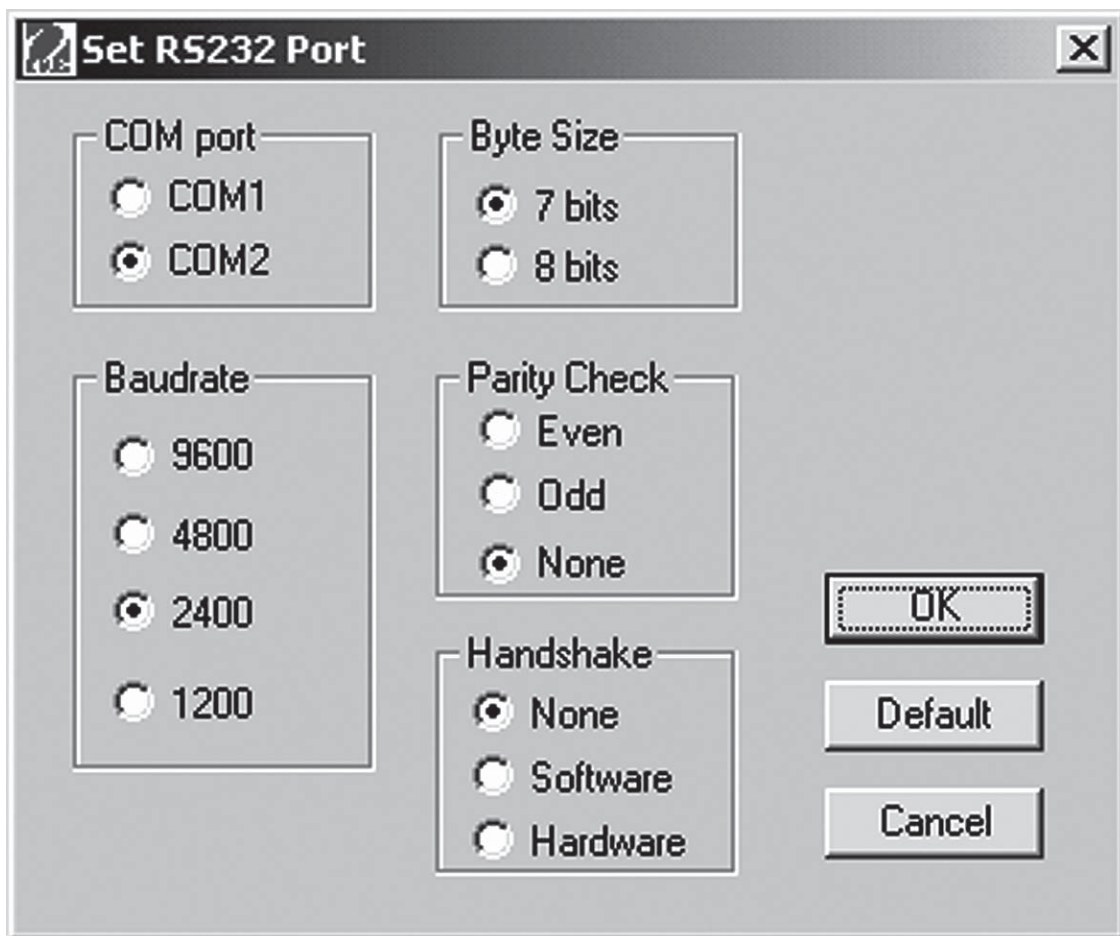 Set RS232 Port
COM port
COM1
COM2
Byte Size
7 bits
8 bits
Baudrate
9600
4800
2400
1200
Parity Check
Even
Odd
None
Handshake
None
Software
Hardware
OK
Default
Cancel